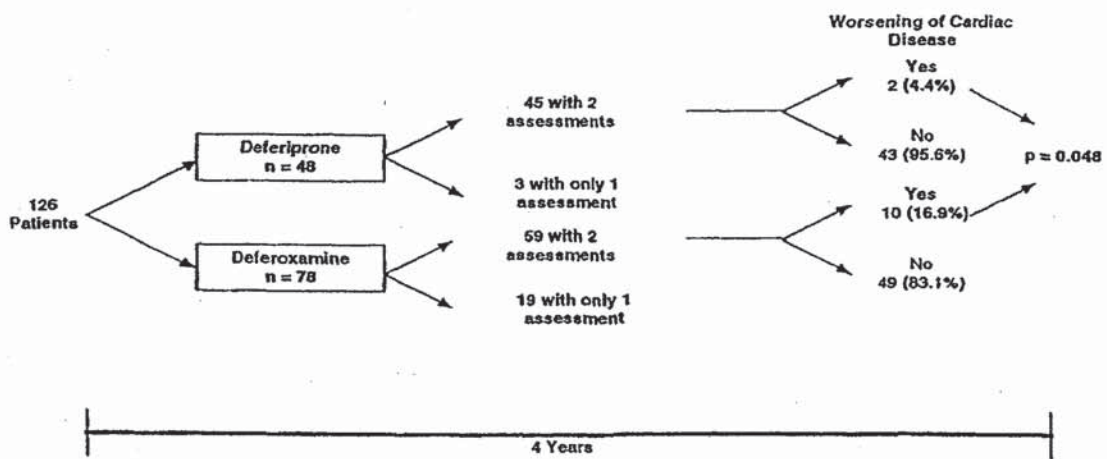 Worsening of Cardiac
Disease
Yes
2 (4.4%)
45 with 2
assessments
Deferiprone
n = 48
No
43 (95.6%)
p = 0.048
3 with only 1
assessment
Yes
10 (16.9%)
126
Patients
59 with 2
assessments
Deferoxamine
n = 78
No
49 (83.1%)
19 with only 1
assessment
4 Years